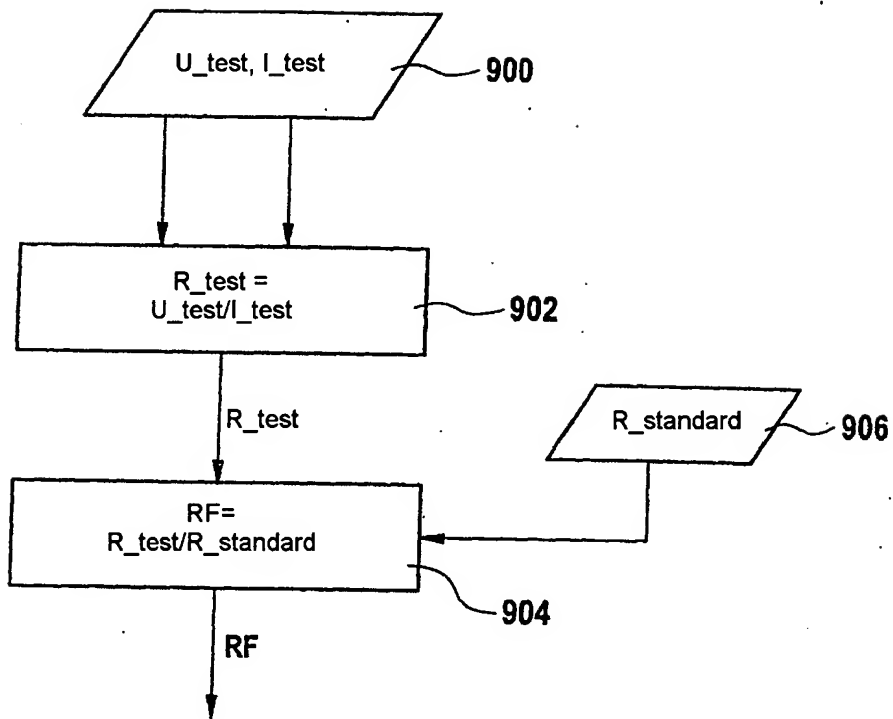 U_test, I_test
900
R_test =
U_test/I_test
902
R_test
R_standard
906
RF=
R_test/R_standard
904
RF